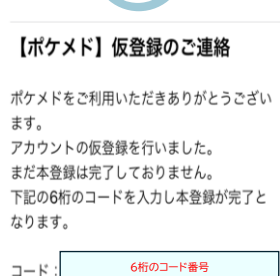 【ポケメド】仮登録のご連絡
ポケメドをご利用いただきありがとうござい
ます。
アカウントの仮登録を行いました。
まだ本登録は完了しておりません。
下記の6桁のコードを入力し本登録が完了と
なります。
コード：6桁のコード番号